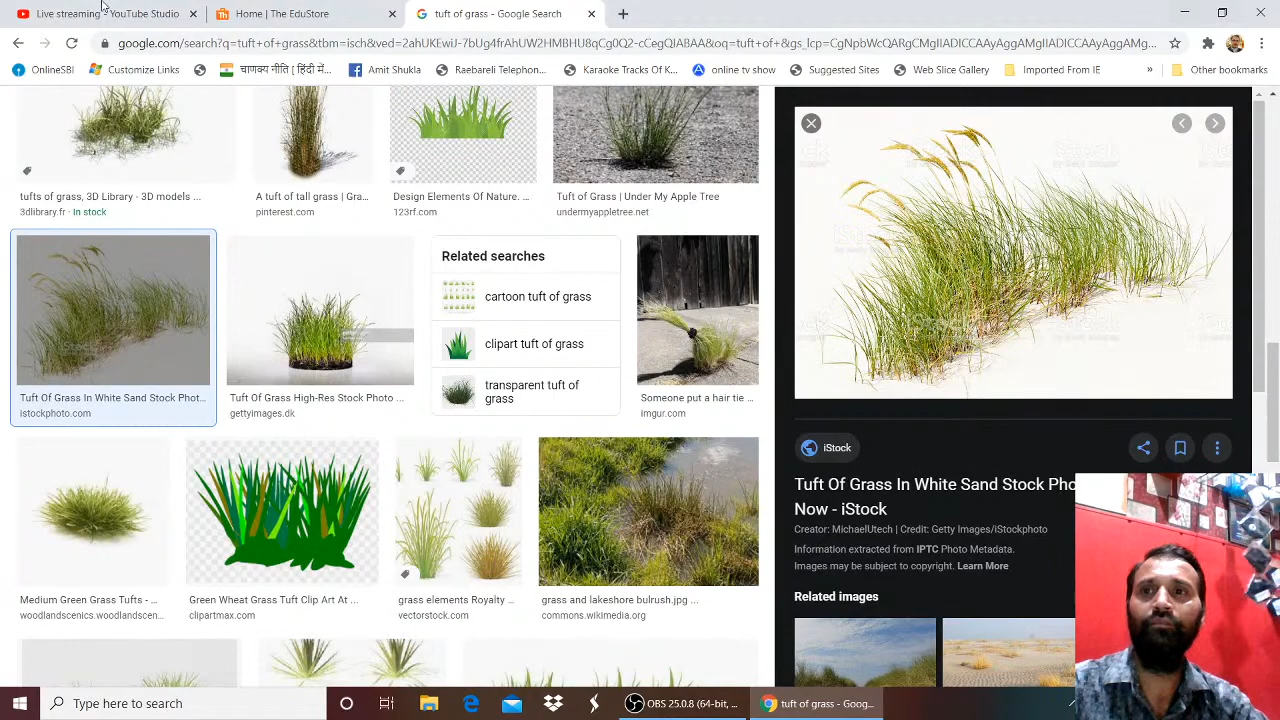 Live streaming - YouTube Studio
Home | The EduStore
tuft of grass - Google Search
google.com/search?q=tuft+of+grass&tbm=isch&ved=2ahUKEwiJ-7bUg4frAhUW2HMBHU8qCg0Q2-cCegQIABAA&oq=tuft+of+&gs_lcp=CgNpbWcQARgCMgIIADICCAAyAggAMgIIADICCAAyAggAMg...
OnlineSBI
Customize Links
चाणक्य नीति [ हिंदी में...
Amit Shukla
Raebareli Telephon...
Karaoke Tracks Of K...
online tv show
Suggested Sites
Web Slice Gallery
Imported From IE
»
Other bookmarks
tufts of grass, 3D Library - 3D models ...
3dlibrary.fr · In stock
A tuft of tall grass | Gra...
pinterest.com
Design Elements Of Nature. ...
123rf.com
Tuft of Grass | Under My Apple Tree
undermyappletree.net
Tuft Of Grass In White Sand Stock Phot...
istockphoto.com
Tuft Of Grass High-Res Stock Photo ...
gettyimages.dk
Related searches
cartoon tuft of grass
clipart tuft of grass
transparent tuft of
grass
Someone put a hair tie ...
imgur.com
Medium Green Grass Tufts - ...
woodlandscenics.woodlandscen...
Green Wheat Grass Tuft Clip Art At ...
clipartmax.com
grass elements Royalty ...
vectorstock.com
grass and lakeshore bulrush.jpg ...
commons.wikimedia.org
iStock
Tuft Of Grass In White Sand Stock Pho
Now - iStock
Creator: MichaelUtech | Credit: Getty Images/iStockphoto
Information extracted from IPTC Photo Metadata.
Images may be subject to copyright. Learn More
Related images
Type here to search
OBS 25.0.8 (64-bit, ...
tuft of grass - Goog...